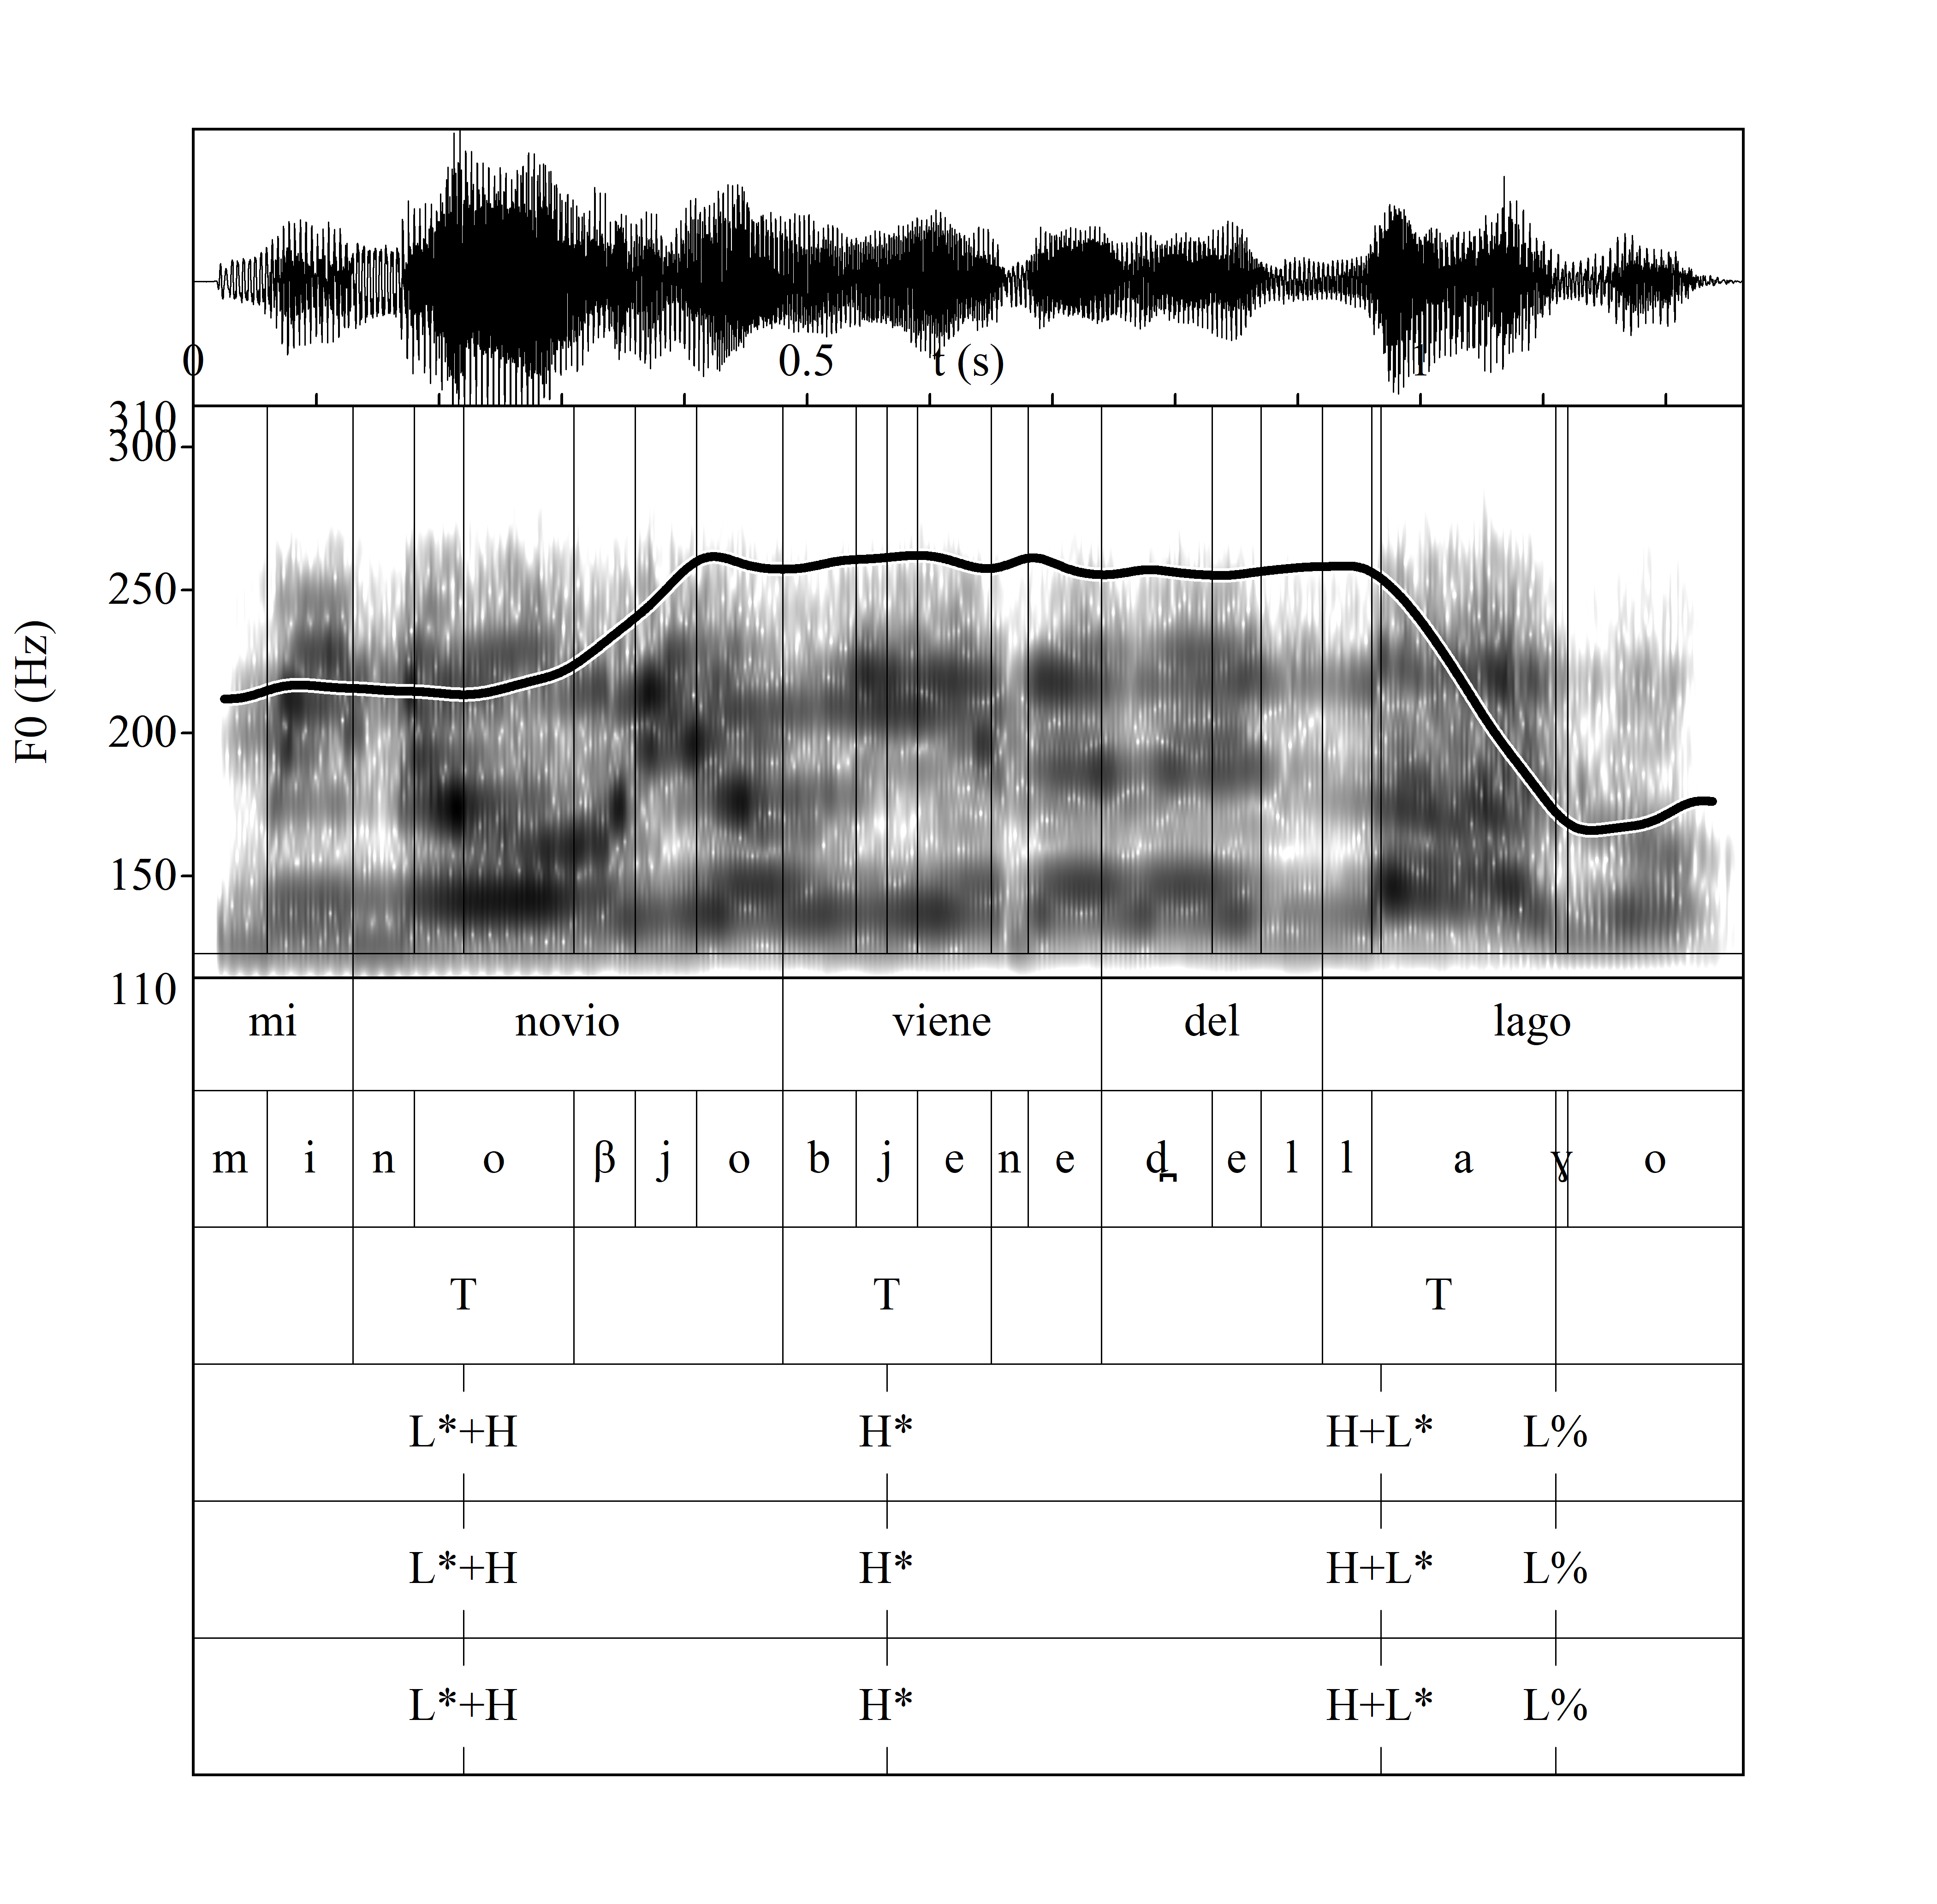 0 0.5 t (s) 1
310
300
250
200
150
110
F0 (Hz)
mi novio viene del lago
m i n o β j o b j e n e d̪ e l l a ɣ o
T T T
L*+H H* H+L* L%
L*+H H* H+L* L%
L*+H H* H+L* L%